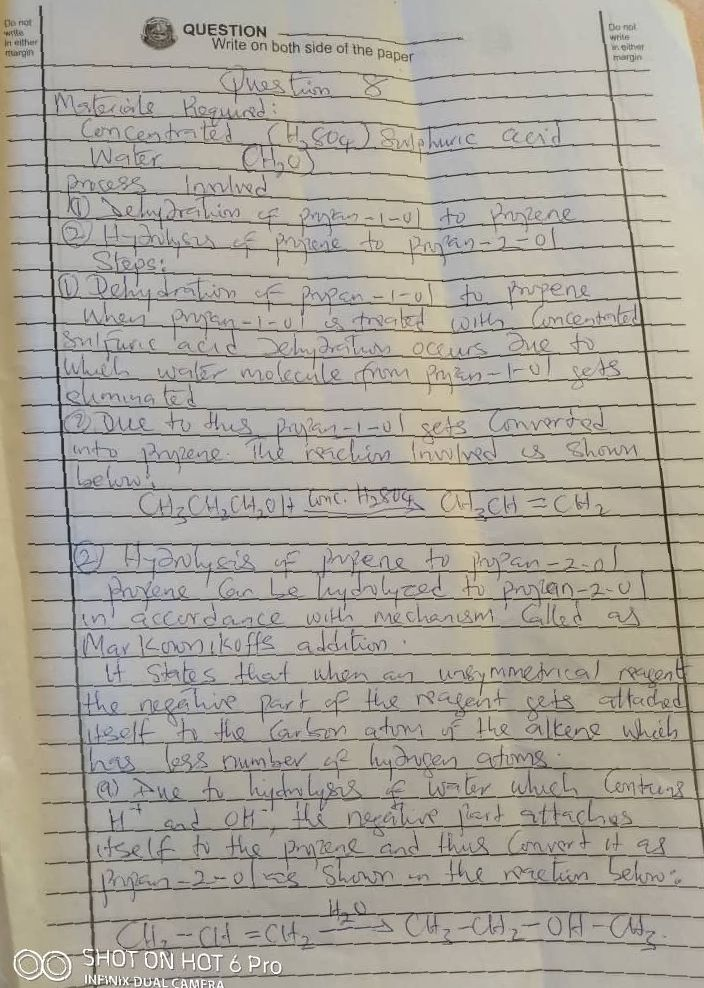 Do not
write
in either
margin
QUESTION
Write on both side of the paper
Do not
write
in either
margin
Question 8
Materials Required:
Concentrated (H2SO4) Sulphuric acid
Water (H2O)
Process Involved
① Dehydration of propan-1-ol to propene
② Hydrolysis of propene to propan-2-ol
Steps:
① Dehydration of propan-1-ol to propene
When propan-1-ol is treated with Concentrated
Sulfuric acid Dehydration occurs due to
which water molecule from propan-1-ol gets
eliminated
② Due to this propan-1-ol gets Converted
into propene. The reaction Involved is shown
below:
CH3CH2CH2OH conc. H2SO4 → CH3CH=CH2
② Hydrolysis of propene to propan-2-ol
propene Can be hydrolyzed to propan-2-ol
in accordance with mechanism Called as
Markownikoffs addition.
It States that when an unsymmetrical reagent
the negative part of the reagent gets attached
itself to the Carbon atom of the alkene which
has less number of hydrogen atoms.
(a) Due to hydrolysis of water which Contains
H+ and OH-, the negative part attaches
itself to the propene and thus Convert it as
Propan-2-ol as Shown in the reaction below:
CH3-CH=CH2 H2O → CH3-CH2-OH-CH3.
SHOT ON HOT 6 Pro
INFINIX DUAL CAMERA